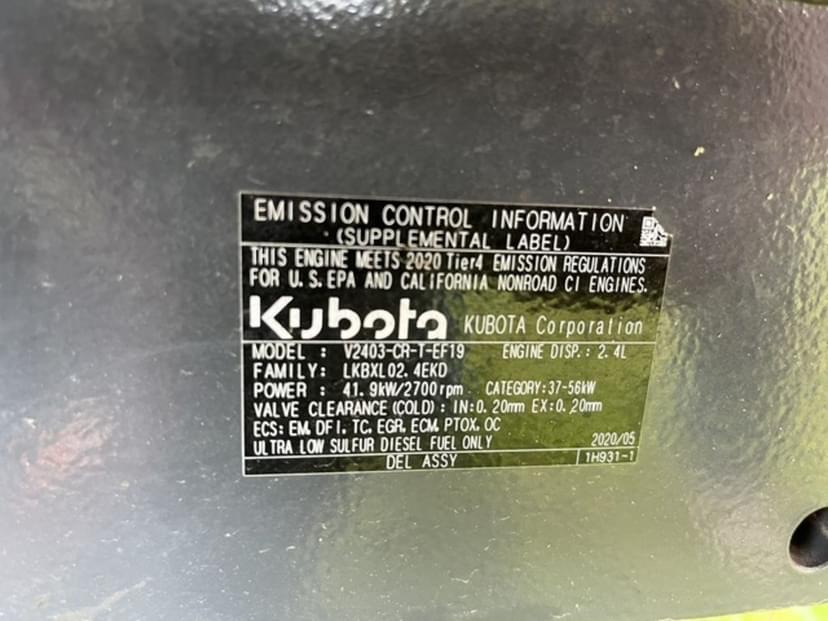 EMISSION CONTROL INFORMATION
(SUPPLEMENTAL LABEL)
THIS ENGINE MEETS 2020 Tier4 EMISSION REGULATIONS
FOR U.S.EPA AND CALIFORNIA NONROAD CI ENGINES.
Kubota KUBOTA Corporation
MODEL : V2403-CR-T-EF19 ENGINE DISP.: 2.4L
FAMILY: LKBXL02.4EKD
POWER : 41.9kW/2700rpm CATEGORY:37-56kW
VALVE CLEARANCE(COLD): IN:0.20mm EX:0.20mm
ECS: EM, DFI, TC, EGR, ECM, PTOX, OC
ULTRA LOW SULFUR DIESEL FUEL ONLY 2020/05
DEL ASSY 1H931-1